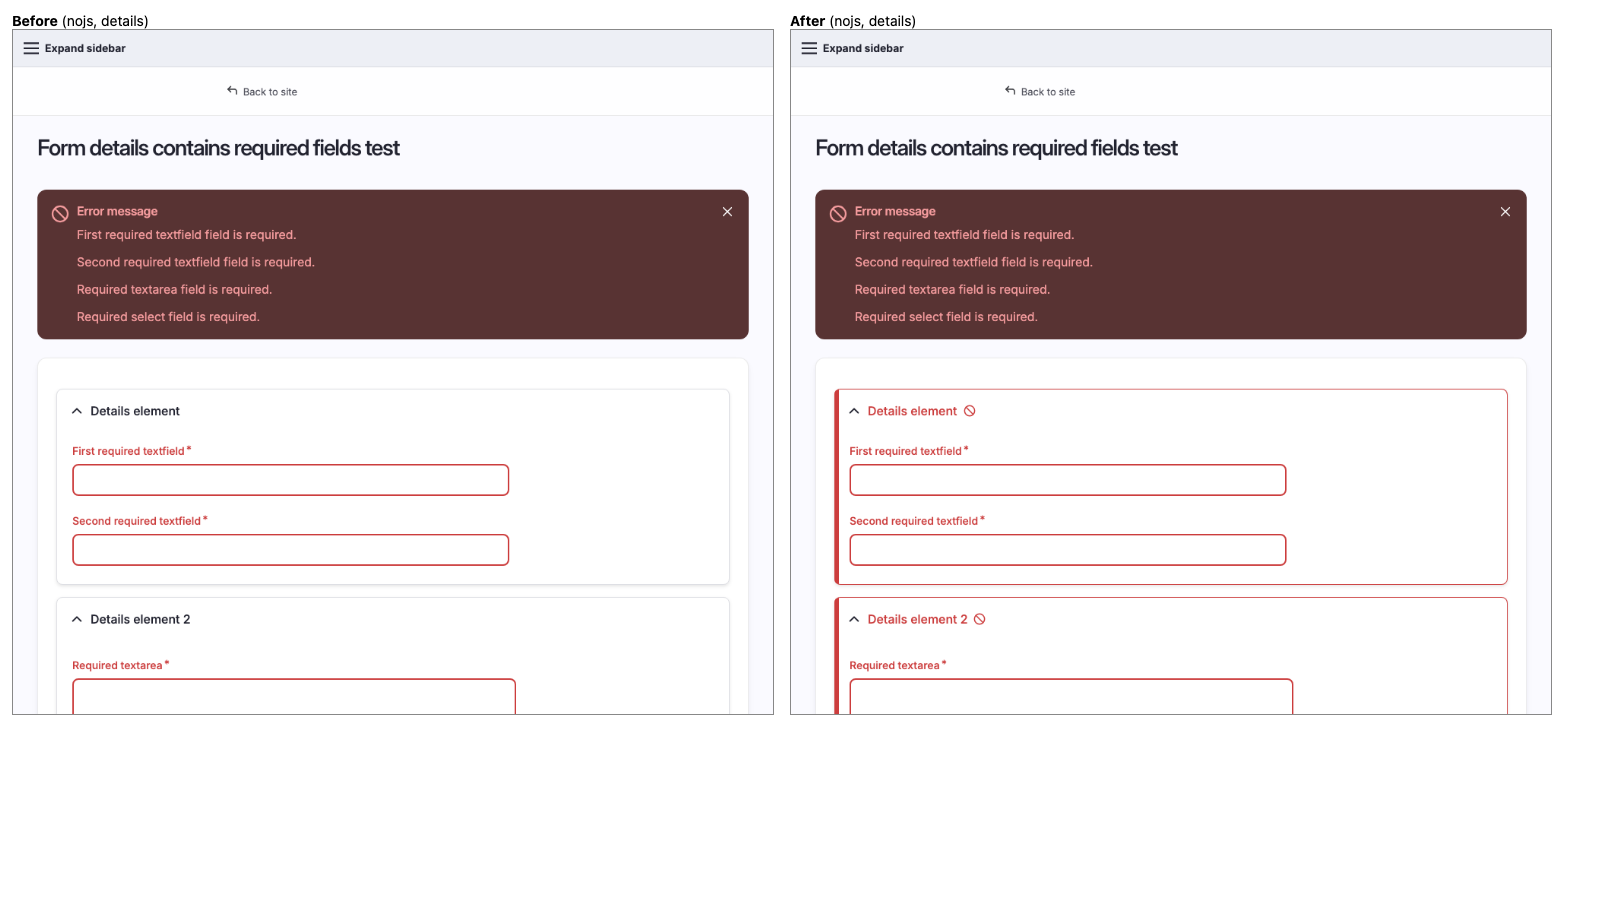 Before (nojs, details)
Expand sidebar
Back to site
Form details contains required fields test
Error message
First required textfield field is required.
Second required textfield field is required.
Required textarea field is required.
Required select field is required.
Details element
First required textfield*
Second required textfield*
Details element 2
Required textarea*
After (nojs, details)
Expand sidebar
Back to site
Form details contains required fields test
Error message
First required textfield field is required.
Second required textfield field is required.
Required textarea field is required.
Required select field is required.
Details element
First required textfield*
Second required textfield*
Details element 2
Required textarea*